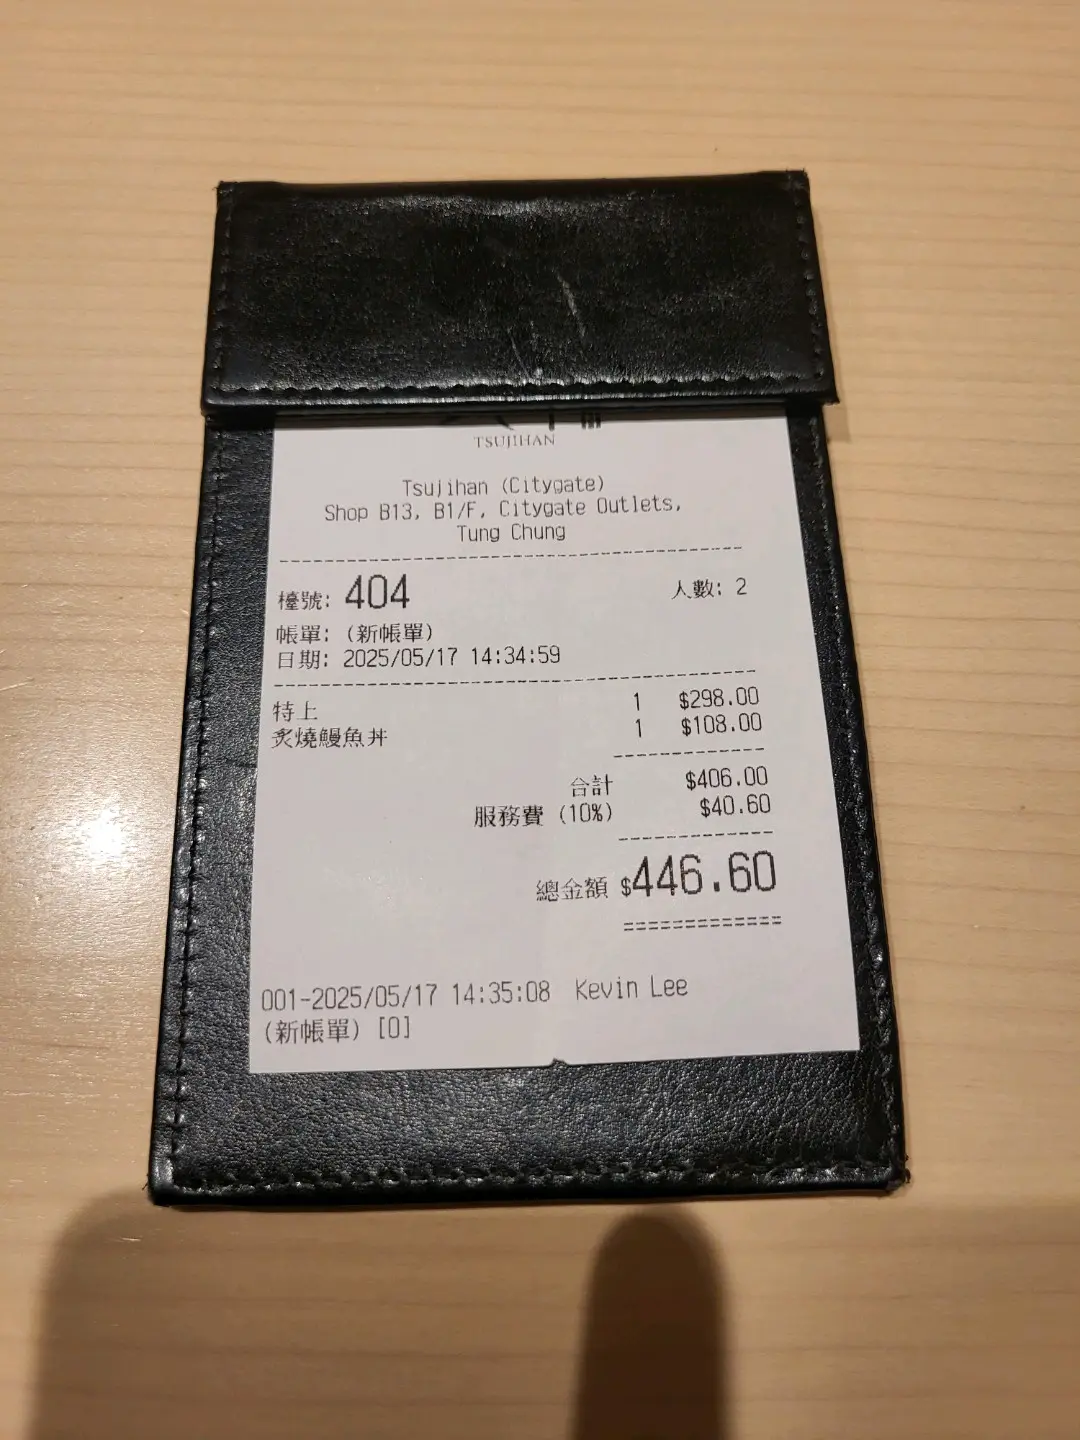 TSUJIHAN
Tsujihan (Citygate)
Shop B13, B1/F, Citygate Outlets,
Tung Chung
檯號: 404 人數: 2
帳單: (新帳單)
日期: 2025/05/17 14:34:59
特上 1 $298.00
炙燒鰻魚丼 1 $108.00
合計 $406.00
服務費 (10%) $40.60
總金額 $446.60
001-2025/05/17 14:35:08 Kevin Lee
(新帳單) [0]